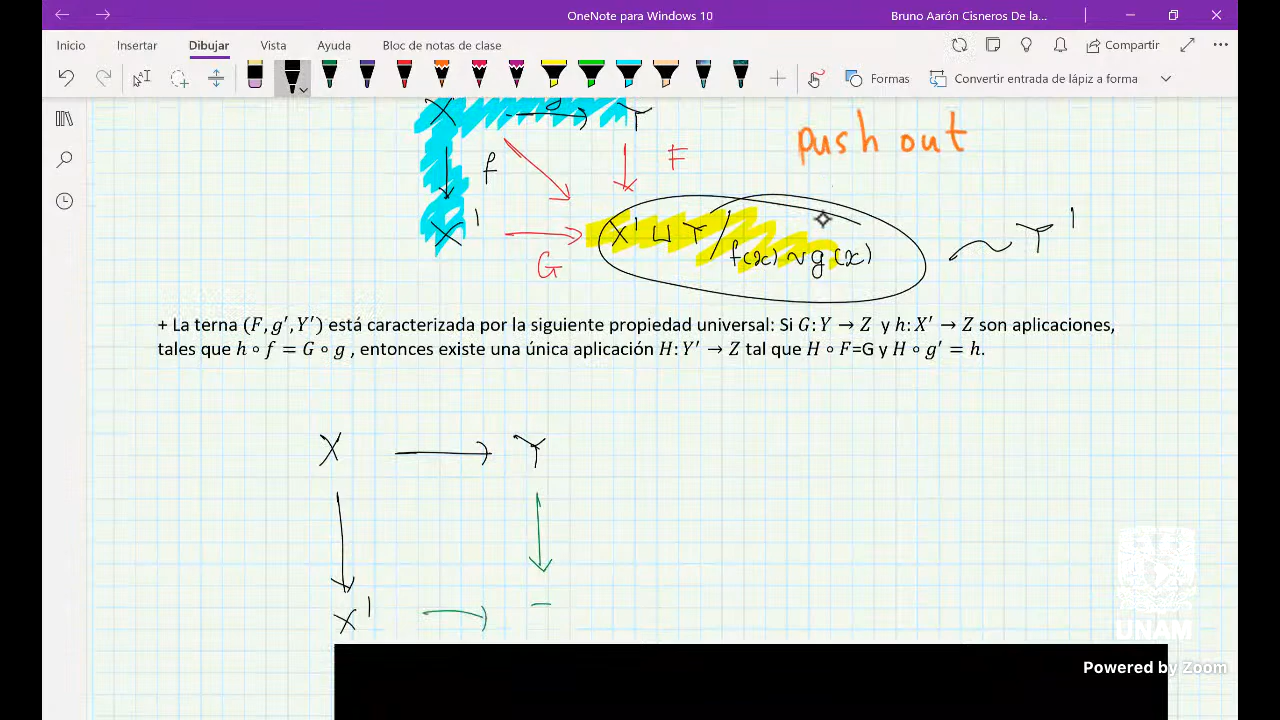 OneNote para Windows 10
Bruno Aarón Cisneros De la...
Inicio Insertar Dibujar Vista Ayuda Bloc de notas de clase
Compartir
Formas
Convertir entrada de lápiz a forma
X g Y
push out
f F
X' G X' ⊔ Y / f(x) ~ g(x) Y'
+ La terna (F, g′, Y′) está caracterizada por la siguiente propiedad universal: Si G: Y → Z y h: X′ → Z son aplicaciones,
tales que h ∘ f = G ∘ g , entonces existe una única aplicación H: Y′ → Z tal que H ∘ F=G y H ∘ g′ = h.
X → Y
X' →
UNAM
Powered by Zoom